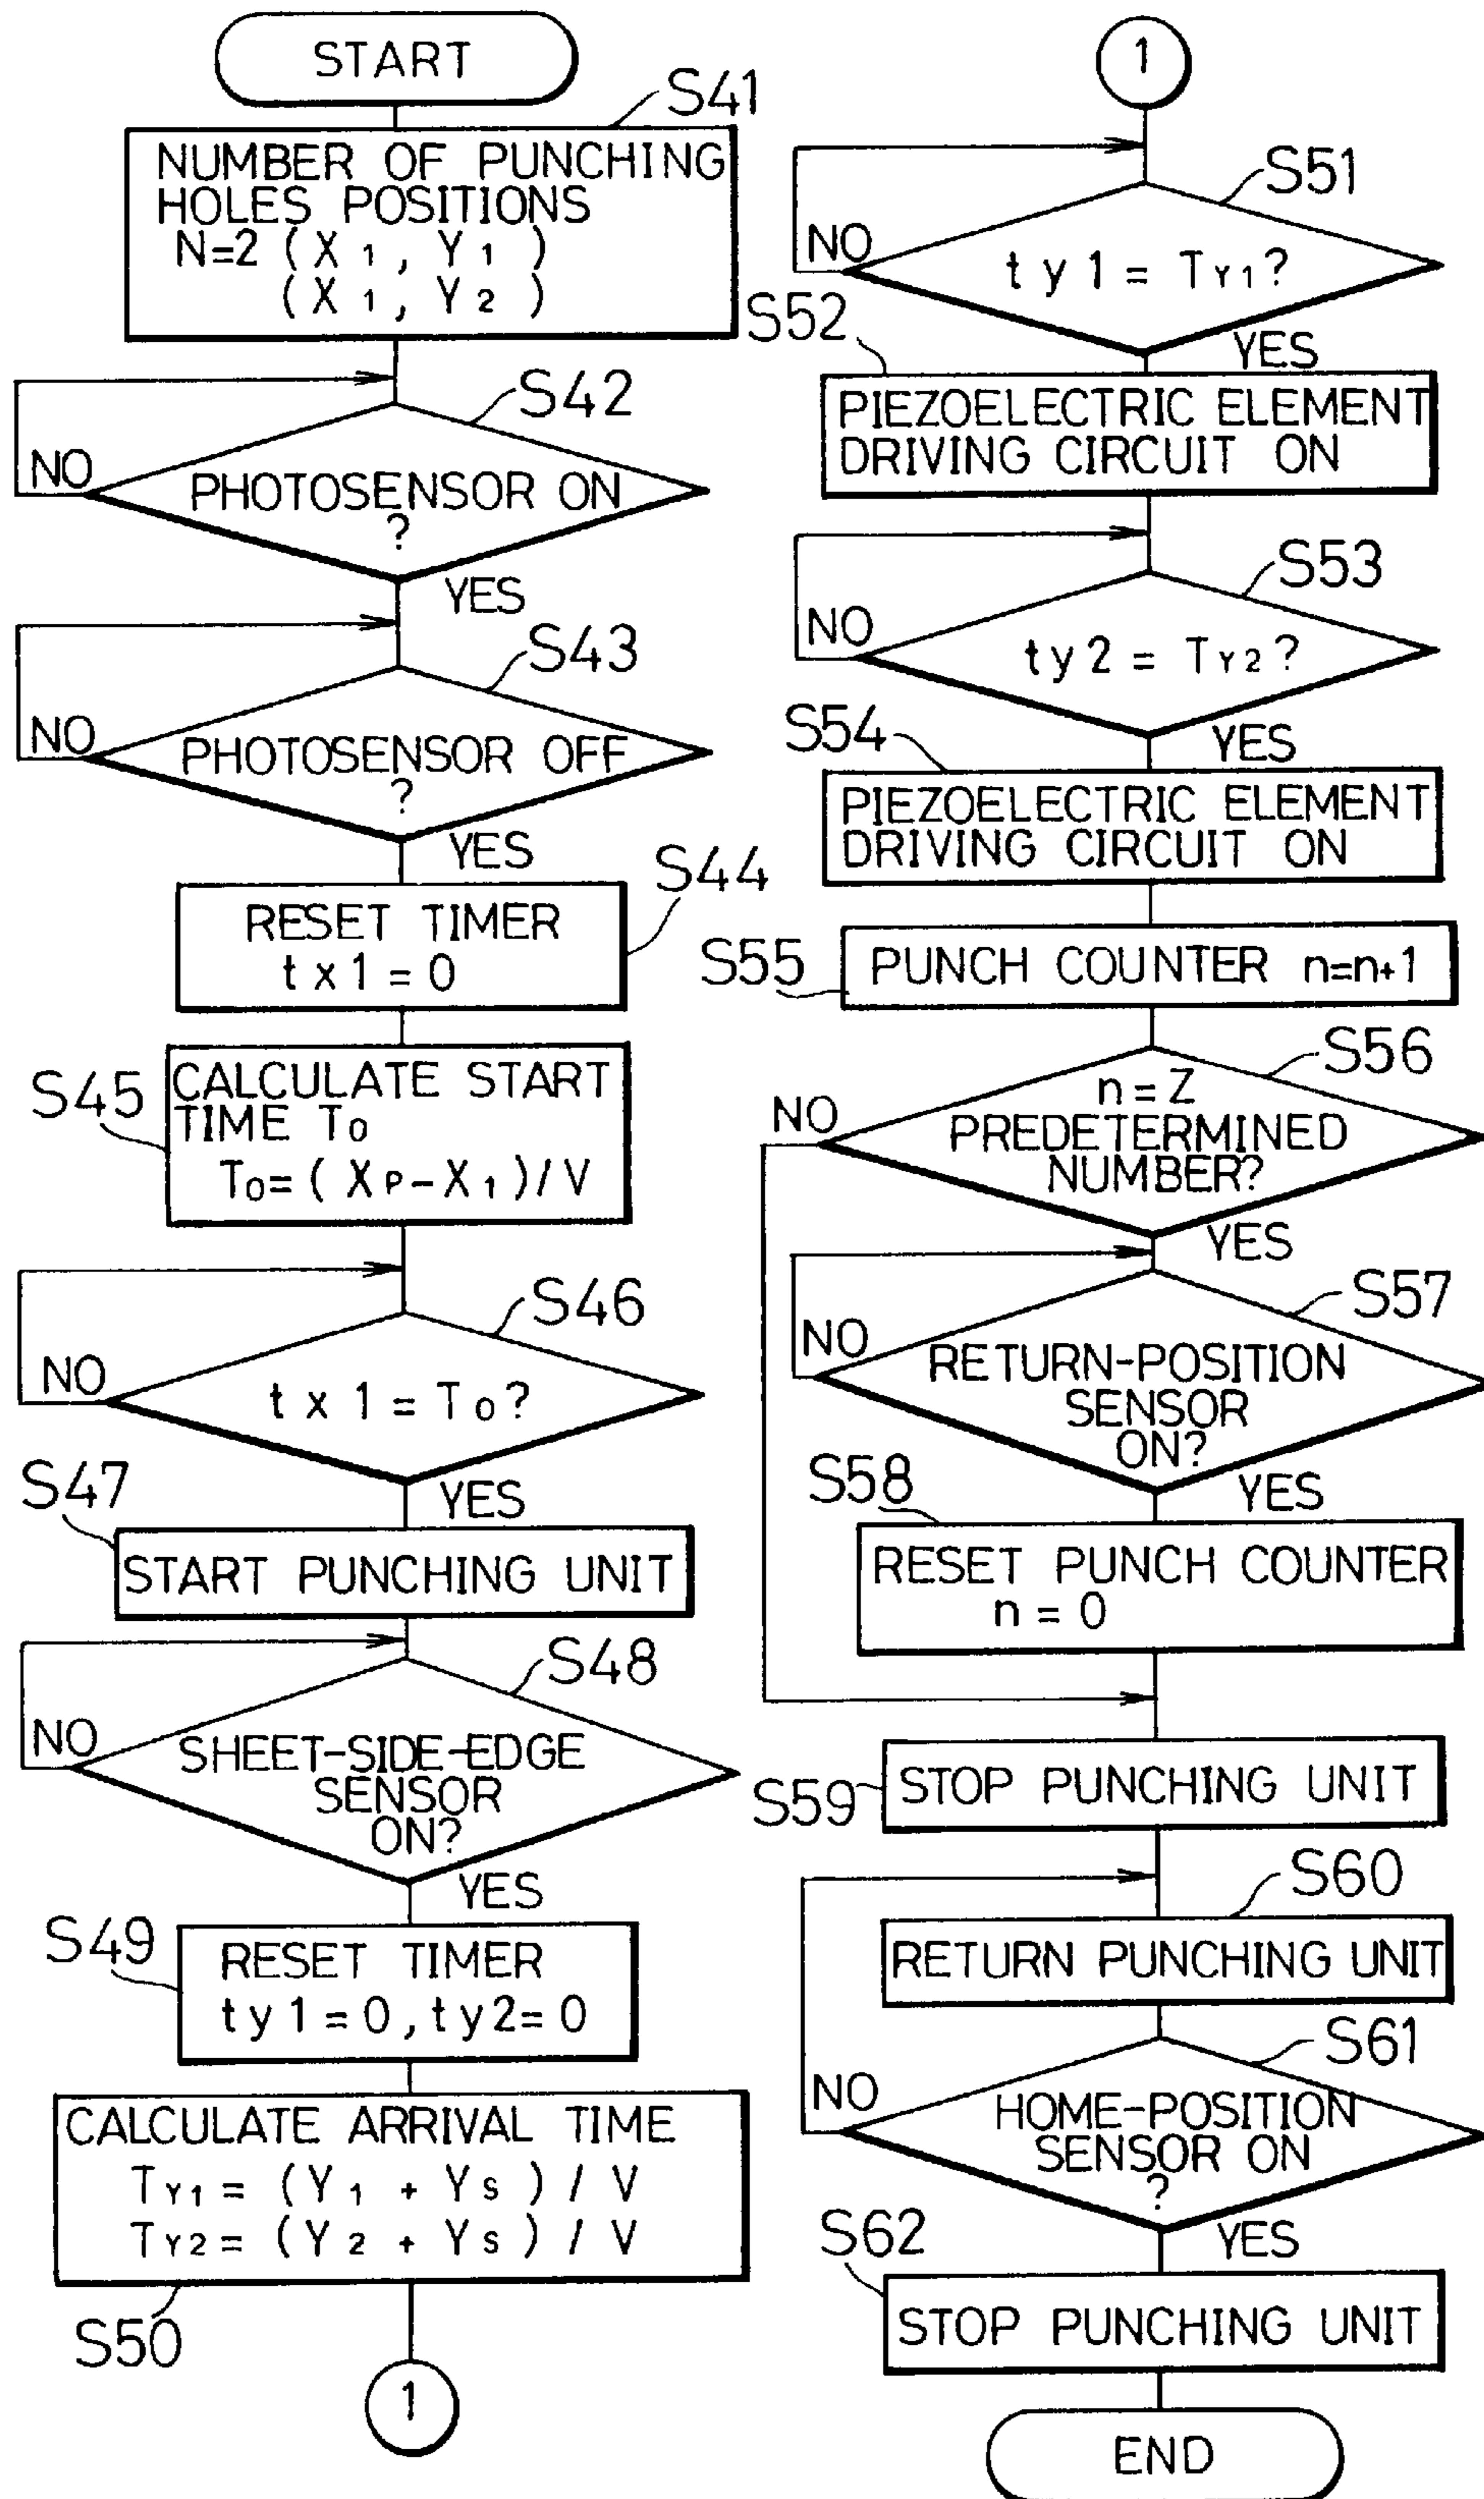 START
S41
NUMBER OF PUNCHING
HOLES POSITIONS
N=2 (X1, Y1)
(X1, Y2)
S42
PHOTOSENSOR ON
?
NO
YES
S43
PHOTOSENSOR OFF
?
NO
YES
S44
RESET TIMER
tx1=0
S45
CALCULATE START
TIME T0
T0=(XP-X1)/V
S46
tx1=T0?
NO
YES
S47
START PUNCHING UNIT
S48
SHEET-SIDE-EDGE
SENSOR
ON?
NO
YES
S49
RESET TIMER
ty1=0, ty2=0
CALCULATE ARRIVAL TIME
TY1=(Y1+YS)/V
TY2=(Y2+YS)/V
S50
1
1
S51
ty1=TY1?
NO
YES
S52
PIEZOELECTRIC ELEMENT
DRIVING CIRCUIT ON
S53
ty2=TY2?
NO
YES
S54
PIEZOELECTRIC ELEMENT
DRIVING CIRCUIT ON
S55
PUNCH COUNTER n=n+1
S56
n=Z
PREDETERMINED
NUMBER?
NO
YES
S57
RETURN-POSITION
SENSOR
ON?
NO
YES
S58
RESET PUNCH COUNTER
n=0
S59
STOP PUNCHING UNIT
S60
RETURN PUNCHING UNIT
S61
HOME-POSITION
SENSOR ON
?
NO
YES
S62
STOP PUNCHING UNIT
END